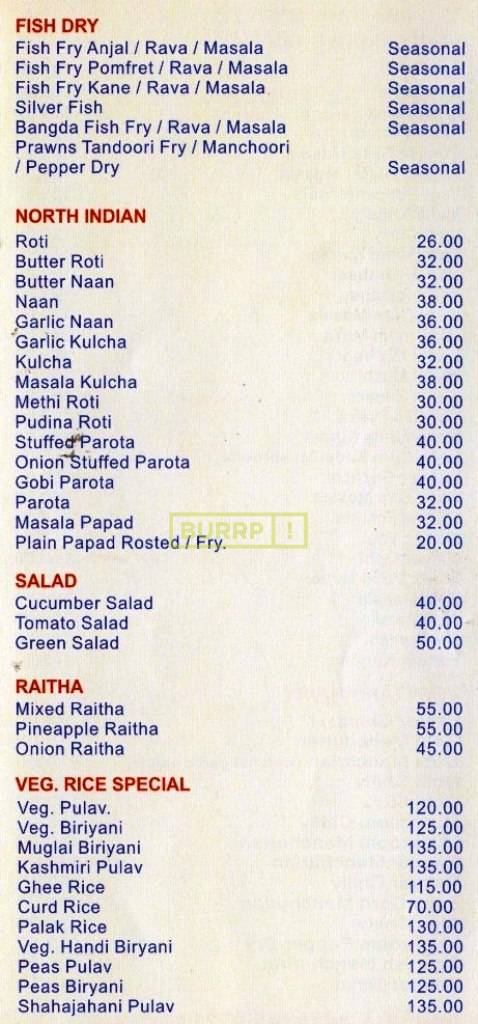 FISH DRY
Fish Fry Anjal / Rava / Masala Seasonal
Fish Fry Pomfret / Rava / Masala Seasonal
Fish Fry Kane / Rava / Masala Seasonal
Silver Fish Seasonal
Bangda Fish Fry / Rava / Masala Seasonal
Prawns Tandoori Fry / Manchoori
/ Pepper Dry Seasonal
NORTH INDIAN
Roti 26.00
Butter Roti 32.00
Butter Naan 32.00
Naan 38.00
Garlic Naan 36.00
Garlic Kulcha 36.00
Kulcha 32.00
Masala Kulcha 38.00
Methi Roti 30.00
Pudina Roti 30.00
Stuffed Parota 40.00
Onion Stuffed Parota 40.00
Gobi Parota 40.00
Parota 32.00
Masala Papad 32.00
BURRP!
Plain Papad Rosted / Fry. 20.00
SALAD
Cucumber Salad 40.00
Tomato Salad 40.00
Green Salad 50.00
RAITHA
Mixed Raitha 55.00
Pineapple Raitha 55.00
Onion Raitha 45.00
VEG. RICE SPECIAL
Veg. Pulav. 120.00
Veg. Biriyani 125.00
Muglai Biriyani 135.00
Kashmiri Pulav 135.00
Ghee Rice 115.00
Curd Rice 70.00
Palak Rice 130.00
Veg. Handi Biryani 135.00
Peas Pulav 125.00
Peas Biryani 125.00
Shahajahani Pulav 135.00